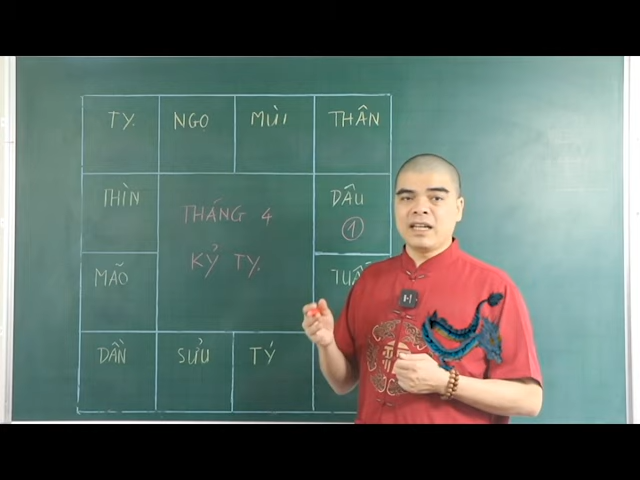 TỴ. NGỌ MÙI THÂN
THÌN DẬU
1
THÁNG 4
KỶ TỴ.
MÃO
DẦN SỬU TÝ